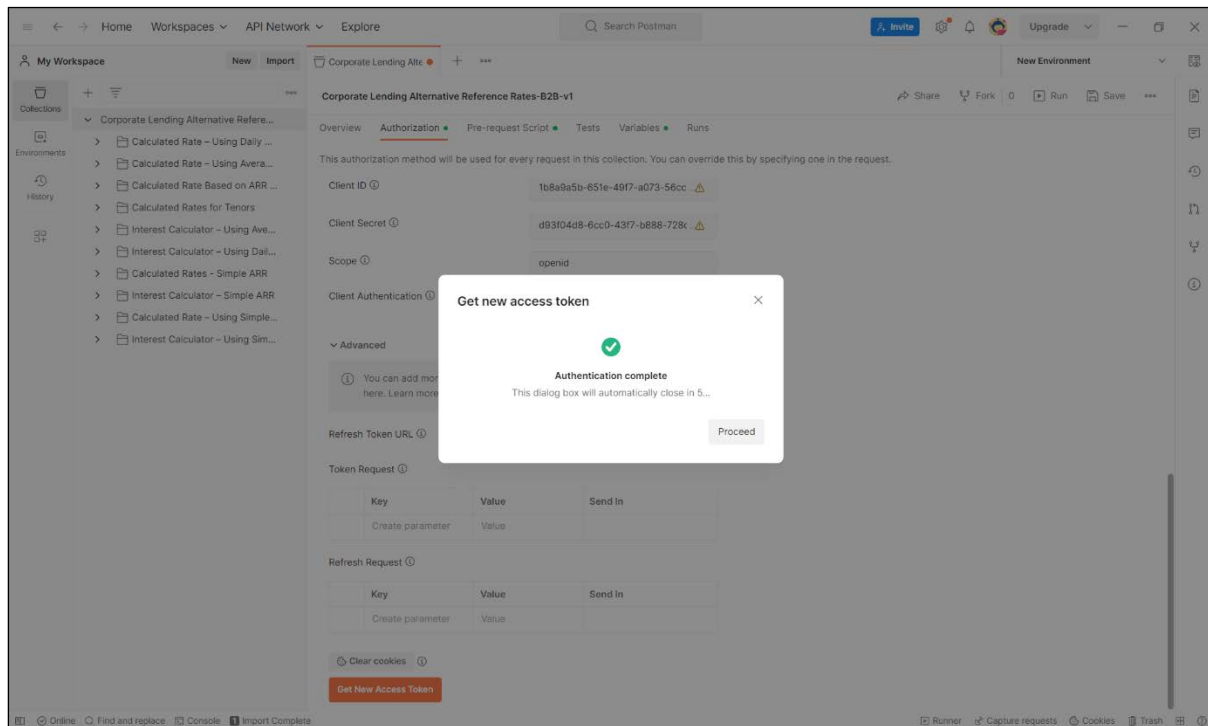 Home Workspaces API Network Explore Search Postman Invite Upgrade
My Workspace New Import Corporate Lending Alte New Environment
Collections
Environments
History
Corporate Lending Alternative Refere...
Calculated Rate – Using Daily ...
Calculated Rate – Using Avera...
Calculated Rate Based on ARR ...
Calculated Rates for Tenors
Interest Calculator – Using Ave...
Interest Calculator – Using Dail...
Calculated Rates - Simple ARR
Interest Calculator – Simple ARR
Calculated Rate – Using Simple...
Interest Calculator – Using Sim...
Corporate Lending Alternative Reference Rates-B2B-v1 Share Fork 0 Run Save
Overview Authorization Pre-request Script Tests Variables Runs
This authorization method will be used for every request in this collection. You can override this by specifying one in the request.
Client ID 1b8a9a5b-651e-49f7-a073-56cc
Client Secret d93f04d8-6cc0-43f7-b888-728c
Scope openid
Client Authentication
Advanced
You can add mor
here. Learn more
Refresh Token URL
Get new access token
Authentication complete
This dialog box will automatically close in 5...
Proceed
Token Request
Key Value Send In
Create parameter Value
Refresh Request
Key Value Send In
Create parameter Value
Clear cookies
Get New Access Token
Online Find and replace Console 1 Import Complete Runner Capture requests Cookies Trash